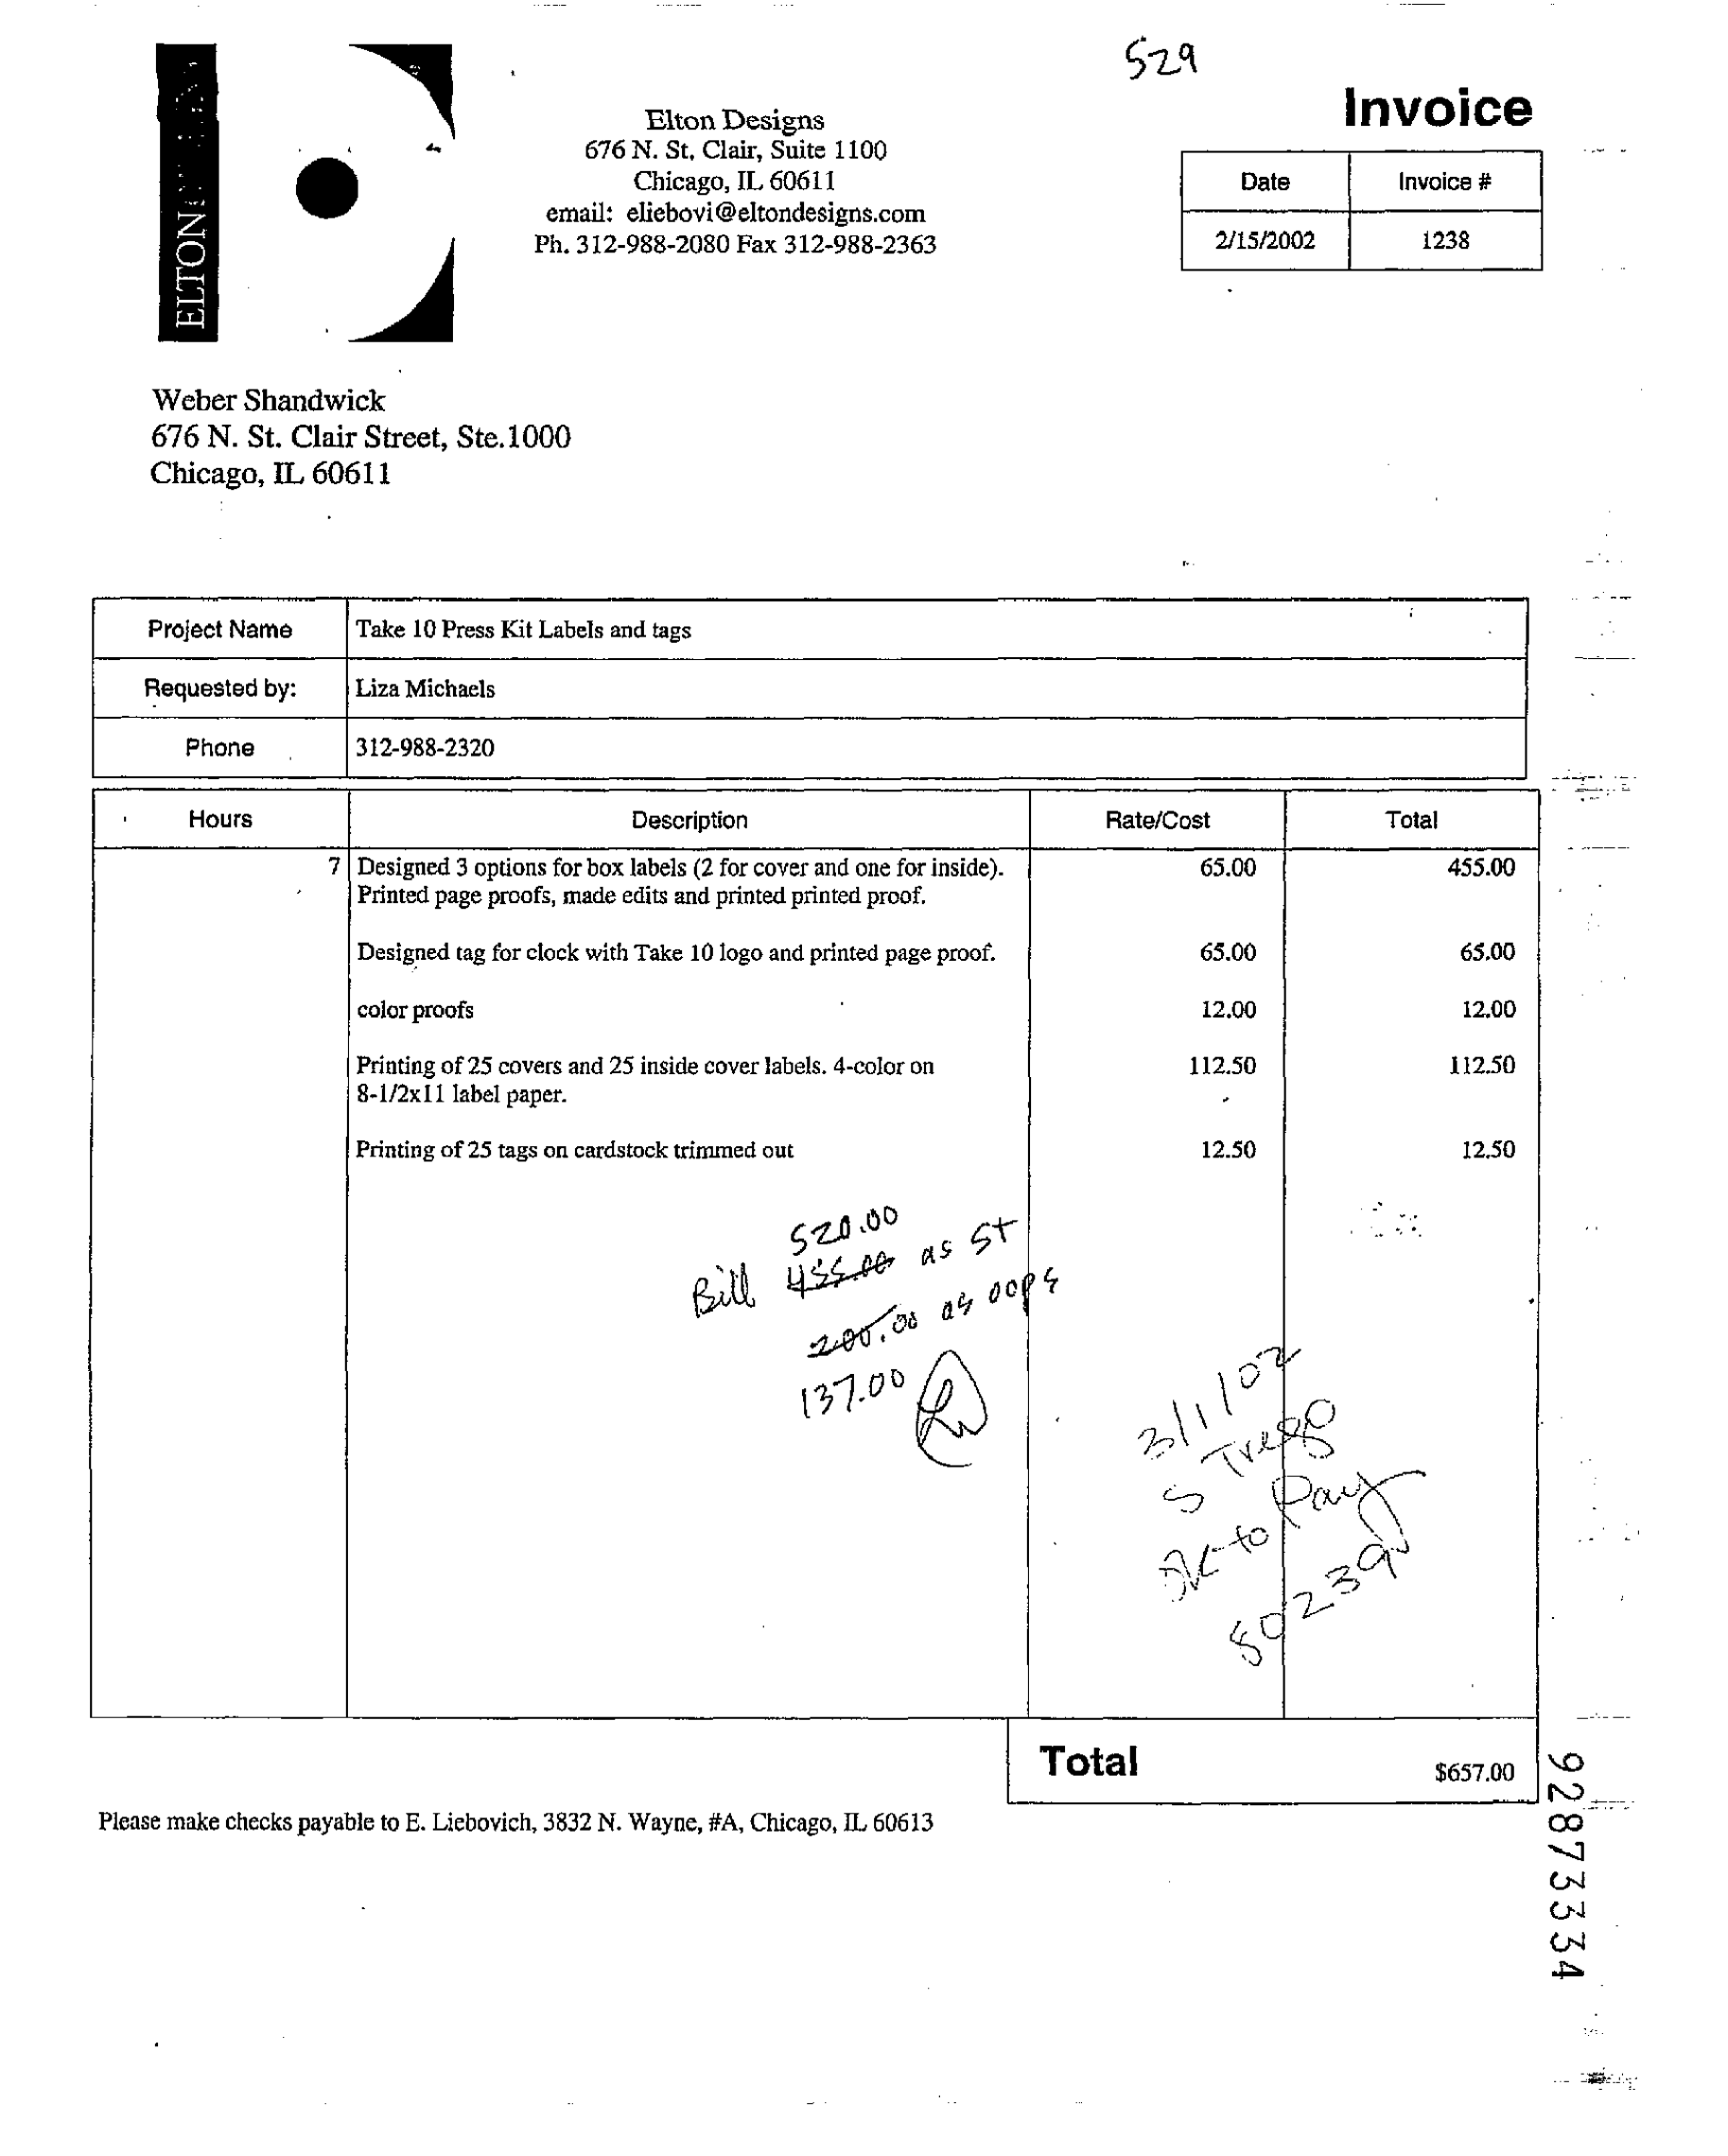 529
Invoice
ELTON
Elton Designs
676 N. St. Clair, Suite 1100
Chicago, IL 60611
email: eliebovi@eltondesigns.com
Ph. 312-988-2080 Fax 312-988-2363
Date Invoice #
2/15/2002 1238
Weber Shandwick
676 N. St. Clair Street, Ste.1000
Chicago, IL 60611
Project Name Take 10 Press Kit Labels and tags
Requested by: Liza Michaels
Phone 312-988-2320
Hours Description Rate/Cost Total
7 Designed 3 options for box labels (2 for cover and one for inside). 65.00 455.00
Printed page proofs, made edits and printed printed proof.
Designed tag for clock with Take 10 logo and printed page proof. 65.00 65.00
color proofs 12.00 12.00
Printing of 25 covers and 25 inside cover labels. 4-color on 112.50 112.50
8-1/2x11 label paper.
Printing of 25 tags on cardstock trimmed out 12.50 12.50
520.00
Bill 455.00 as St
200.00 as oops
137.00
3/1/02
S Trego
Ok to Pay
80239
Total $657.00
Please make checks payable to E. Liebovich, 3832 N. Wayne, #A, Chicago, IL 60613
92873334